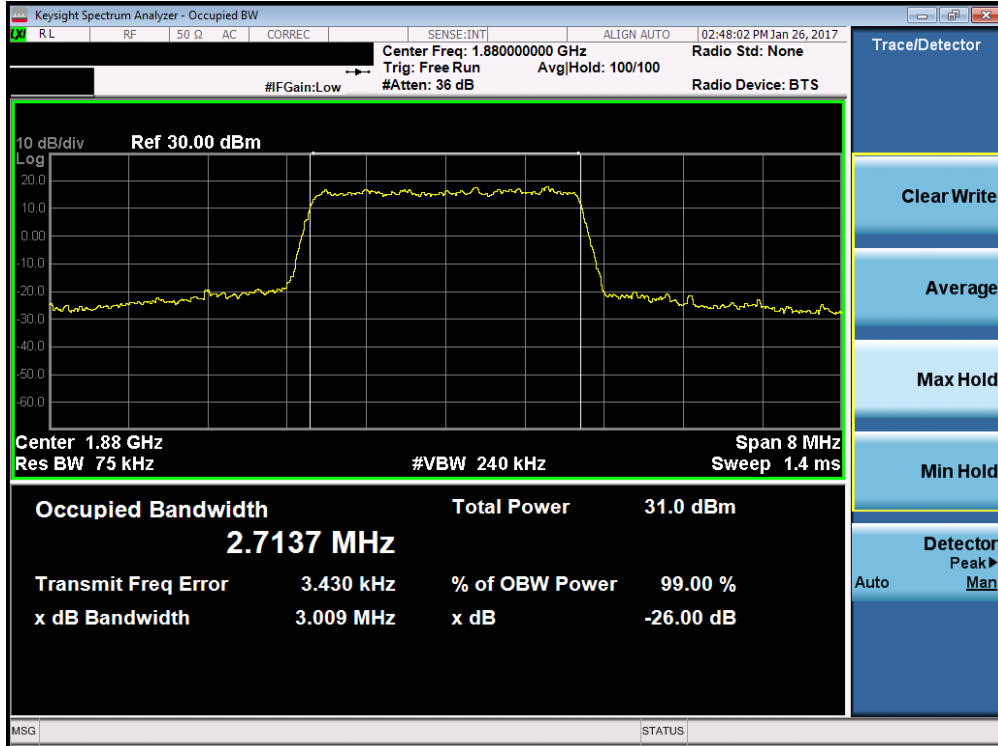 Keysight Spectrum Analyzer - Occupied BW
LXI RL RF 50 Ω AC CORREC SENSE:INT ALIGN AUTO 02:48:02 PM Jan 26, 2017
Center Freq: 1.880000000 GHz Radio Std: None
Trig: Free Run Avg|Hold: 100/100
#IFGain:Low #Atten: 36 dB Radio Device: BTS
10 dB/div Ref 30.00 dBm
Log
20.0
10.0
0.00
-10.0
-20.0
-30.0
-40.0
-50.0
-60.0
Center 1.88 GHz Span 8 MHz
Res BW 75 kHz #VBW 240 kHz Sweep 1.4 ms
Occupied Bandwidth Total Power 31.0 dBm
2.7137 MHz
Transmit Freq Error 3.430 kHz % of OBW Power 99.00 %
x dB Bandwidth 3.009 MHz x dB -26.00 dB
MSG STATUS
Trace/Detector
Clear Write
Average
Max Hold
Min Hold
Detector
Peak▶
Auto Man